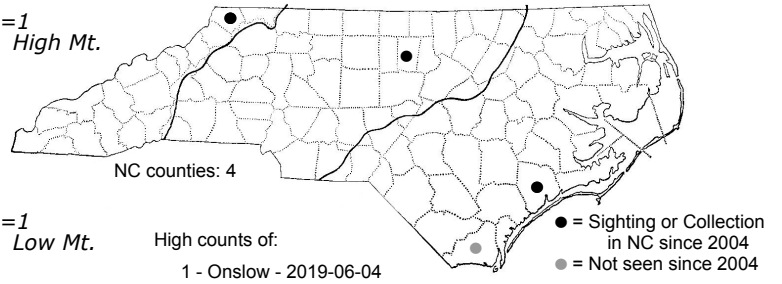 =1
High Mt.
NC counties: 4
=1
Low Mt.
High counts of:
1 - Onslow - 2019-06-04
= Sighting or Collection
in NC since 2004
= Not seen since 2004